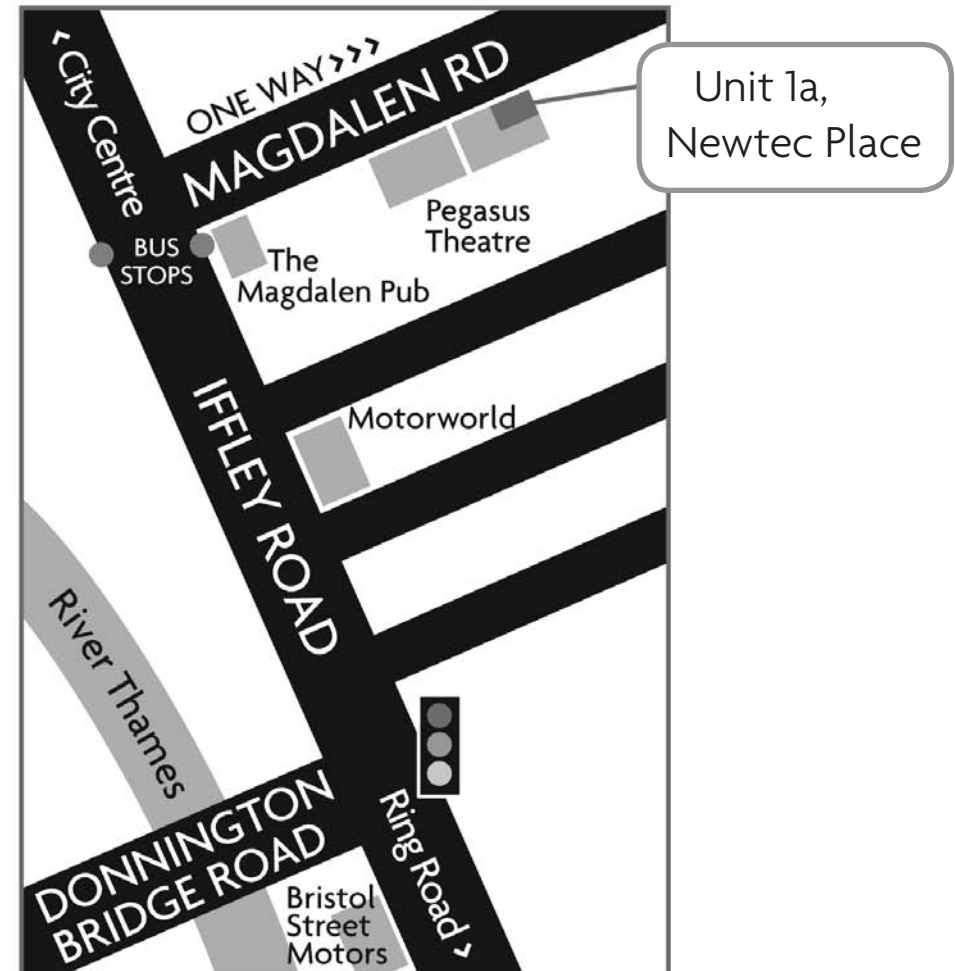 ‹ City Centre
ONE WAY › › ›
MAGDALEN RD
Unit 1a,
Newtec Place
Pegasus
Theatre
BUS
STOPS
The
Magdalen Pub
IFFLEY ROAD
Motorworld
River Thames
DONNINGTON
BRIDGE ROAD
Ring Road ›
Bristol
Street
Motors